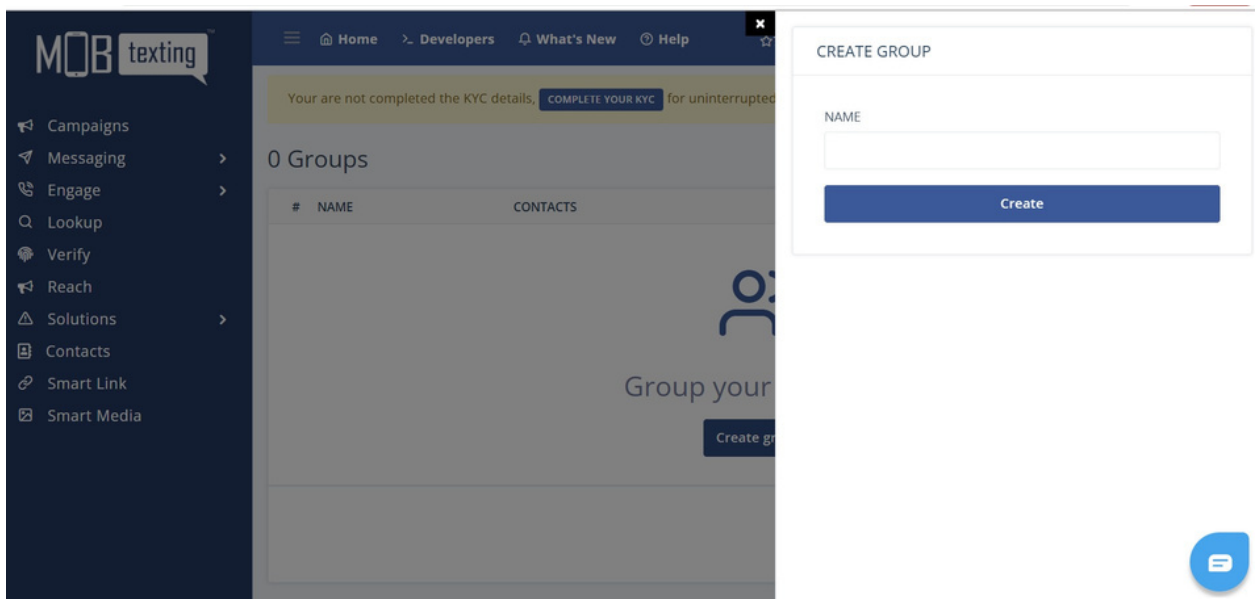 MOB texting™
Home
Developers
What's New
Help
Your are not completed the KYC details, COMPLETE YOUR KYC for uninterrupted
Campaigns
Messaging
Engage
Lookup
Verify
Reach
Solutions
Contacts
Smart Link
Smart Media
0 Groups
# NAME CONTACTS
Group your
Create gr
CREATE GROUP
NAME
Create